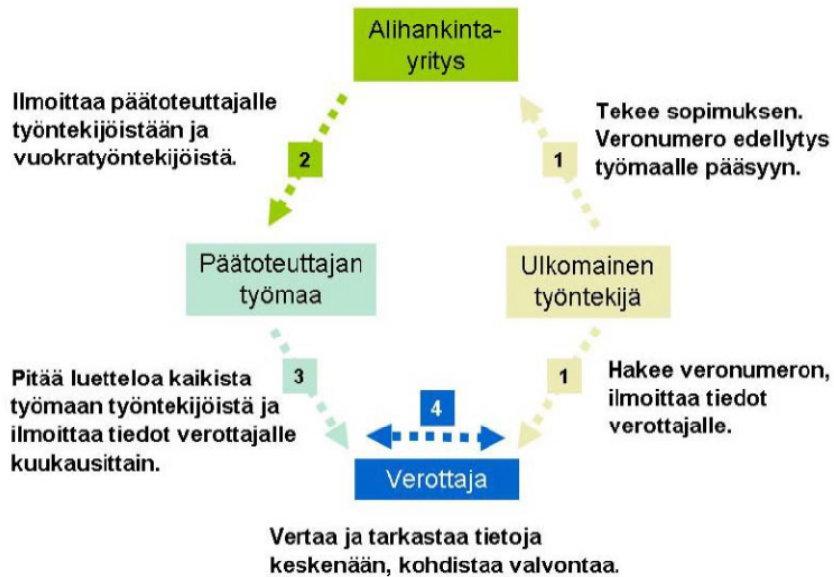 Alihankinta-
yritys
Ilmoittaa päätoteuttajalle
työntekijöistään ja
vuokratyöntekijöistä.
2
1
Tekee sopimuksen.
Veronumero edellytys
työmaalle pääsyyn.
Päätoteuttajan
työmaa
Ulkomainen
työntekijä
Pitää luetteloa kaikista
työmaan työntekijöistä ja
ilmoittaa tiedot verottajalle
kuukausittain.
3
4
1
Hakee veronumeron,
ilmoittaa tiedot
verottajalle.
Verottaja
Vertaa ja tarkastaa tietoja
keskenään, kohdistaa valvontaa.